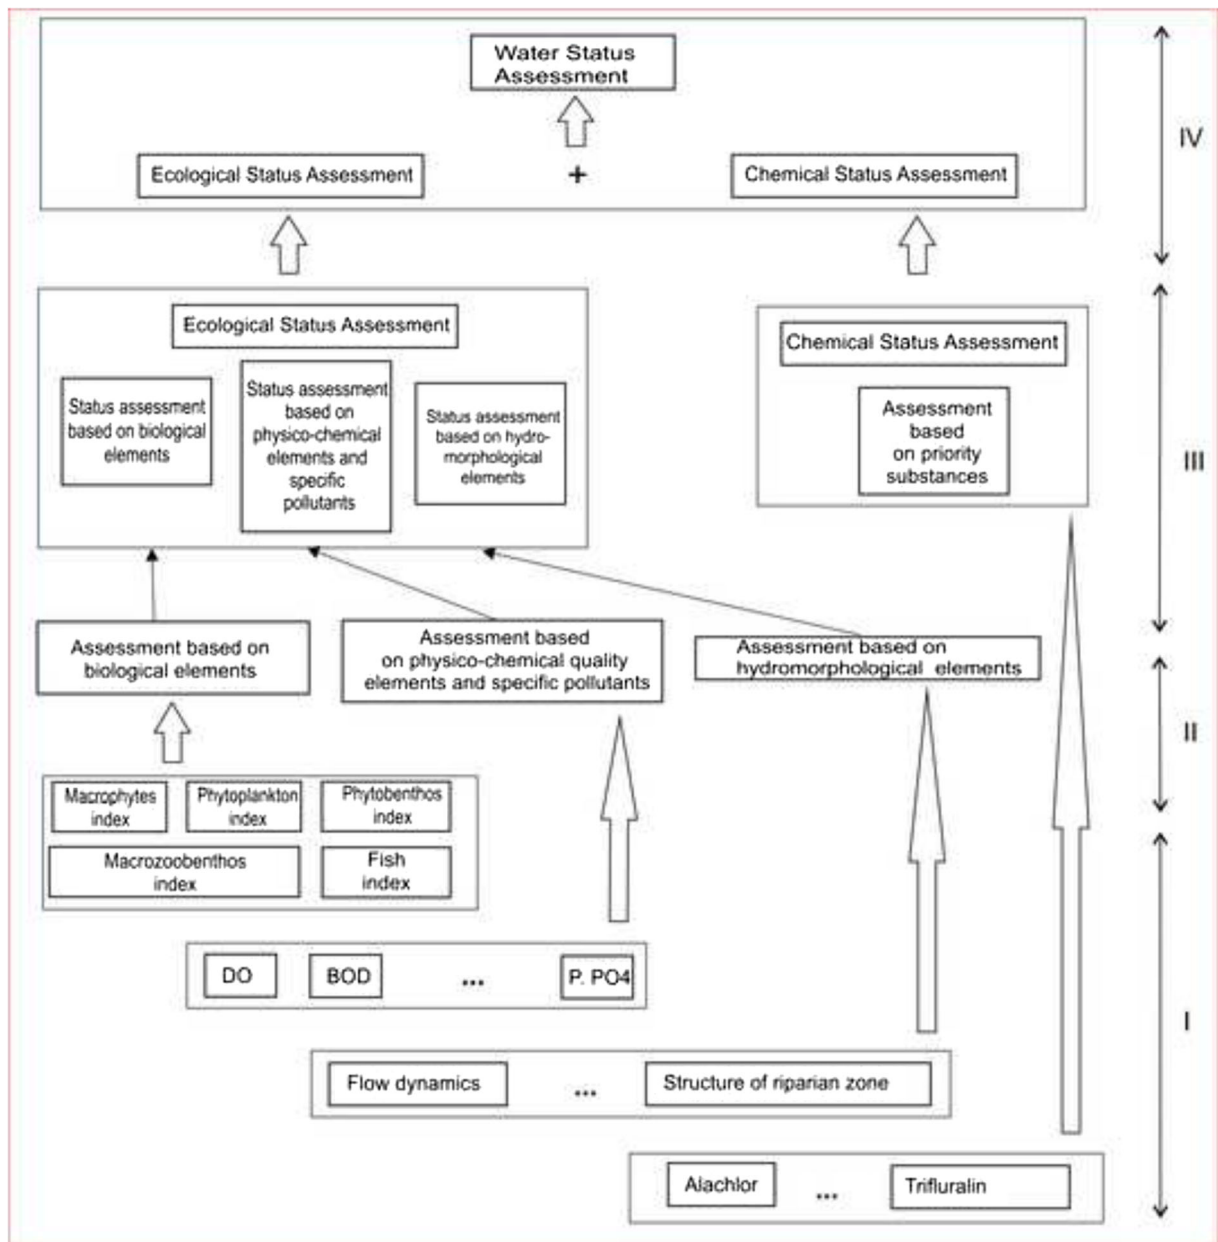 Water Status
Assessment
IV
Ecological Status Assessment
+
Chemical Status Assessment
Ecological Status Assessment
Status assessment
based on biological
elements
Status assessment
based on
physico-chemical
elements and
specific
pollutants
Status assessment
based on hydro-
morphological
elements
Chemical Status Assessment
Assessment
based
on priority
substances
III
Assessment based on
biological elements
Assessment based
on physico-chemical quality
elements and specific pollutants
Assessment based on
hydromorphological elements
II
Macrophytes
index
Phytoplankton
index
Phytobenthos
index
Macrozoobenthos
index
Fish
index
DO
BOD
...
P. PO4
I
Flow dynamics
...
Structure of riparian zone
Alachlor
...
Trifluralin